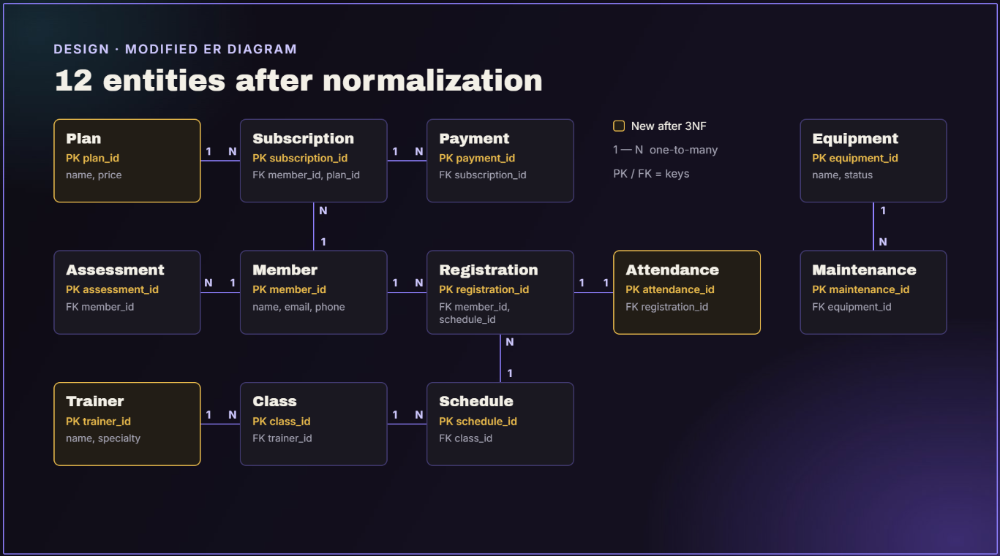 DESIGN · MODIFIED ER DIAGRAM
12 entities after normalization
Plan
PK plan_id
name, price
1 N
Subscription
PK subscription_id
FK member_id, plan_id
1 N
Payment
PK payment_id
FK subscription_id
New after 3NF
1 — N one-to-many
PK / FK = keys
Equipment
PK equipment_id
name, status
N
1
1
N
Assessment
PK assessment_id
FK member_id
N 1
Member
PK member_id
name, email, phone
1 N
Registration
PK registration_id
FK member_id,
schedule_id
1 1
Attendance
PK attendance_id
FK registration_id
Maintenance
PK maintenance_id
FK equipment_id
N
1
Trainer
PK trainer_id
name, specialty
1 N
Class
PK class_id
FK trainer_id
1 N
Schedule
PK schedule_id
FK class_id